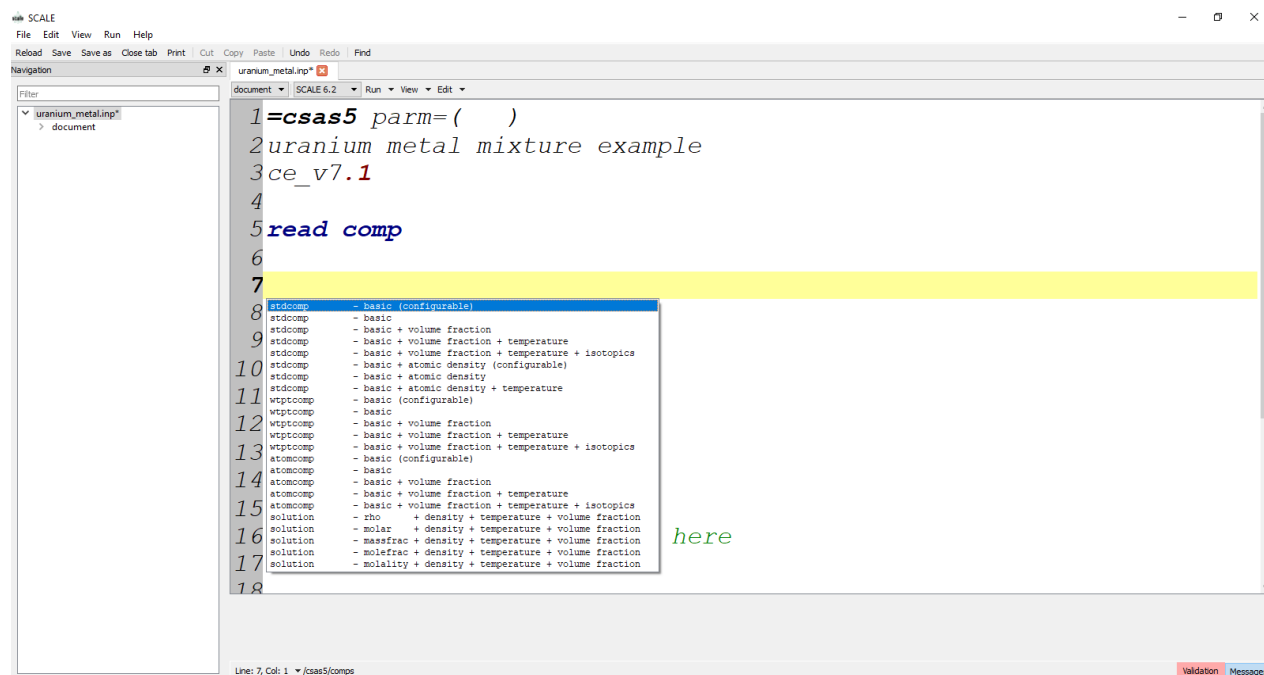 SCALE
File Edit View Run Help
Reload Save Save as Close tab Print Cut Copy Paste Undo Redo Find
Navigation
uranium_metal.inp*
Filter
document SCALE 6.2 Run View Edit
uranium_metal.inp*
document
1 =csas5 parm=(   )
2 uranium metal mixture example
3 ce_v7.1
4
5 read comp
6
7
8
9
10
11
12
13
14
15
16 here
17
18
stdcomp - basic (configurable)
stdcomp - basic
stdcomp - basic + volume fraction
stdcomp - basic + volume fraction + temperature
stdcomp - basic + volume fraction + temperature + isotopics
stdcomp - basic + atomic density (configurable)
stdcomp - basic + atomic density
stdcomp - basic + atomic density + temperature
wtptcomp - basic (configurable)
wtptcomp - basic
wtptcomp - basic + volume fraction
wtptcomp - basic + volume fraction + temperature
wtptcomp - basic + volume fraction + temperature + isotopics
atomcomp - basic (configurable)
atomcomp - basic
atomcomp - basic + volume fraction
atomcomp - basic + volume fraction + temperature
atomcomp - basic + volume fraction + temperature + isotopics
solution - rho + density + temperature + volume fraction
solution - molar + density + temperature + volume fraction
solution - massfrac + density + temperature + volume fraction
solution - molefrac + density + temperature + volume fraction
solution - molality + density + temperature + volume fraction
Line: 7, Col: 1 /csas5/comps
Validation Message